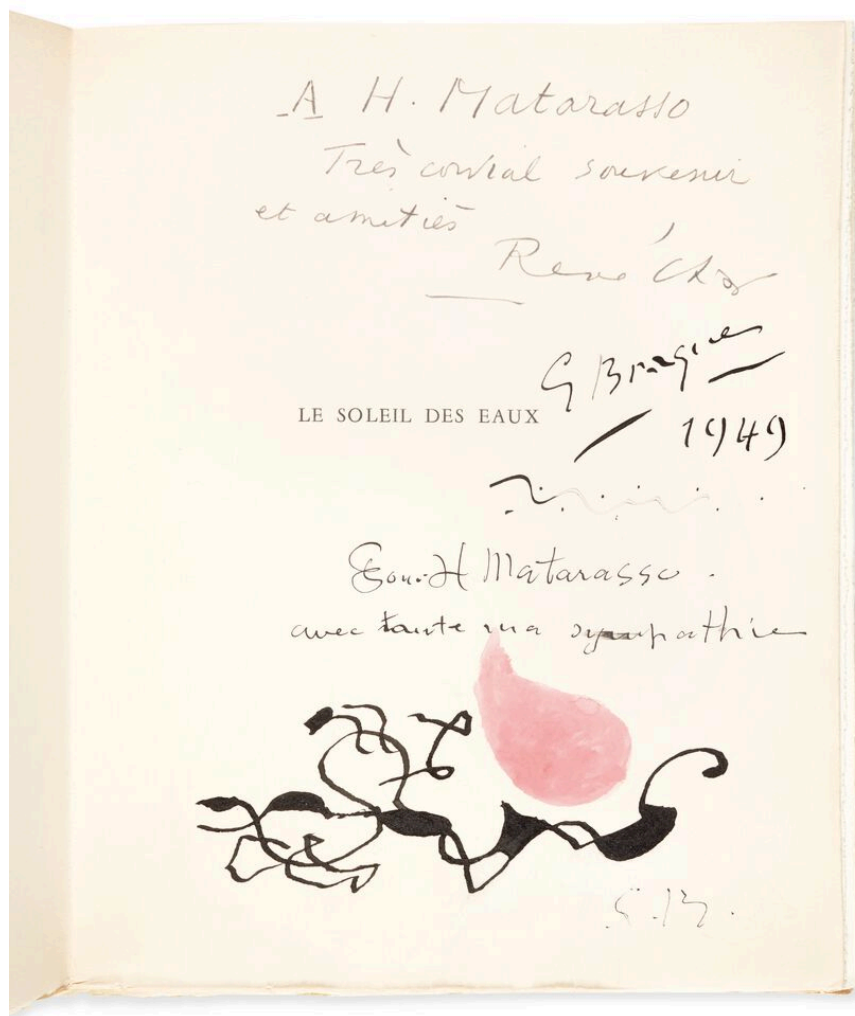 A H. Matarasso
Très cordial souvenir
et amitiés
René Char
G Braque
1949
LE SOLEIL DES EAUX
Pour H Matarasso.
avec toute ma sympathie
G.B.